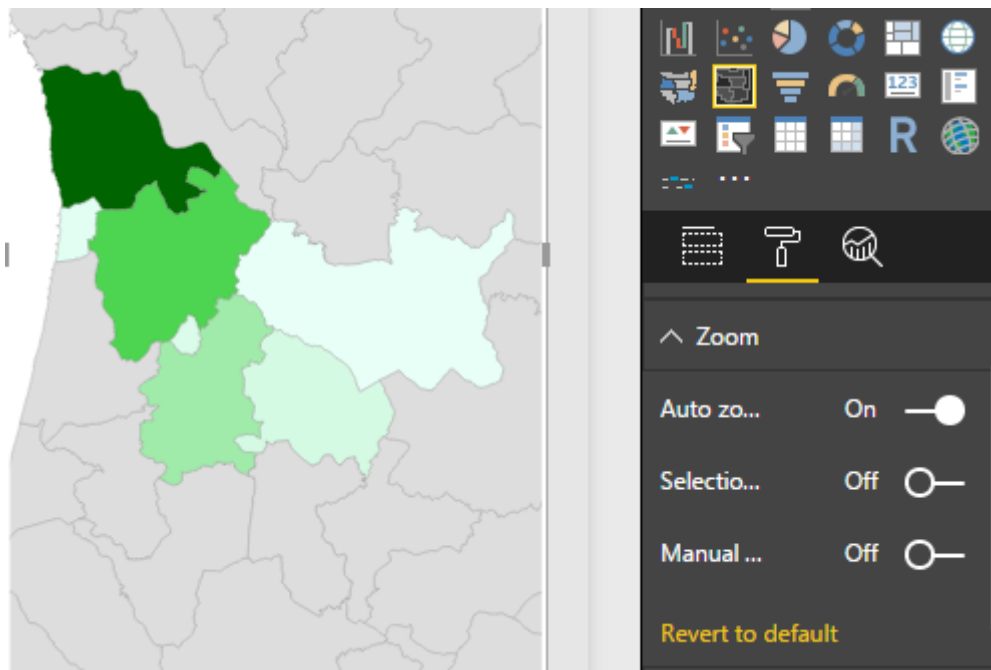 123
R
Zoom
Auto zo... On
Selectio... Off
Manual ... Off
Revert to default